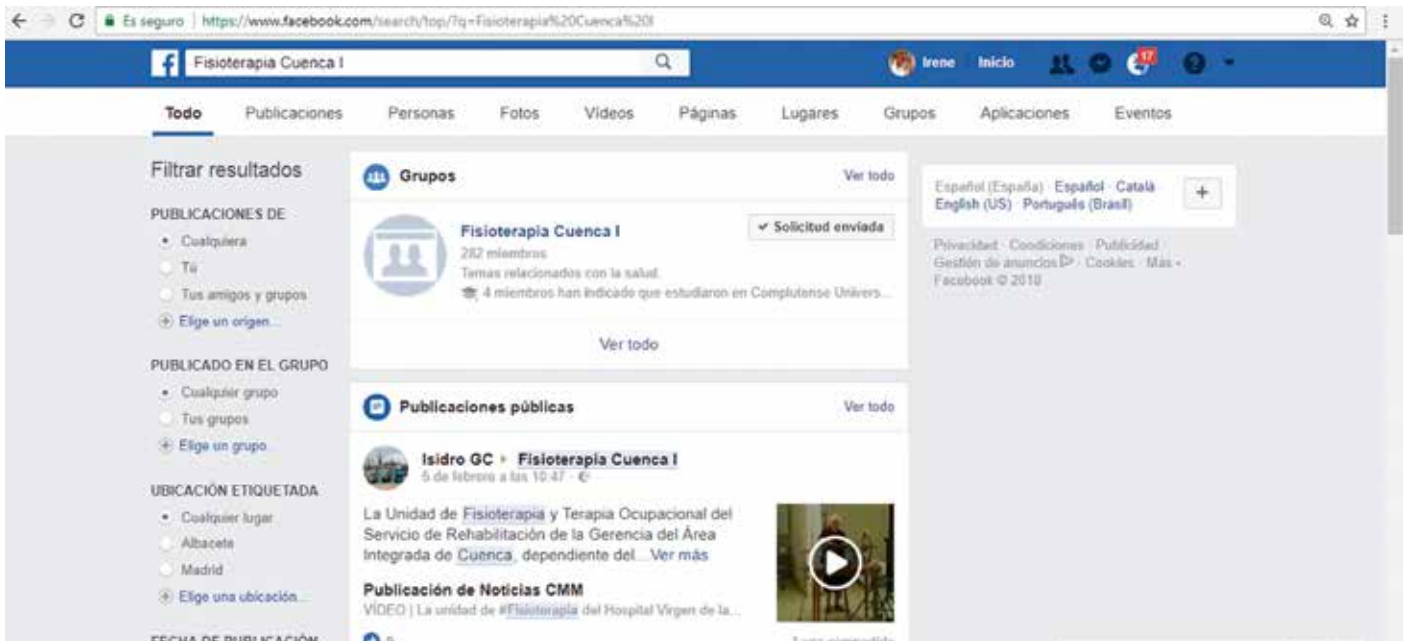 Es seguro | https://www.facebook.com/search/top/?q=Fisioterapia%20Cuenca%20I
Fisioterapia Cuenca I
Irene Inicio 17
Todo Publicaciones Personas Fotos Vídeos Páginas Lugares Grupos Aplicaciones Eventos
Filtrar resultados
PUBLICACIONES DE
Cualquiera
Tú
Tus amigos y grupos
Elige un origen...
PUBLICADO EN EL GRUPO
Cualquier grupo
Tus grupos
Elige un grupo...
UBICACIÓN ETIQUETADA
Cualquier lugar
Albacete
Madrid
Elige una ubicación...
FECHA DE PUBLICACIÓN
Grupos Ver todo
Fisioterapia Cuenca I
Solicitud enviada
282 miembros
Temas relacionados con la salud.
4 miembros han indicado que estudiaron en Complutense Univers...
Ver todo
Publicaciones públicas Ver todo
Isidro GC ▸ Fisioterapia Cuenca I
5 de febrero a las 10:47 ·
La Unidad de Fisioterapia y Terapia Ocupacional del
Servicio de Rehabilitación de la Gerencia del Área
Integrada de Cuenca, dependiente del...Ver más
Publicación de Noticias CMM
VÍDEO | La unidad de #Fisioterapia del Hospital Virgen de la...
Español (España) · Español · Català
English (US) · Português (Brasil)
Privacidad · Condiciones · Publicidad
Gestión de anuncios · Cookies · Más
Facebook © 2018